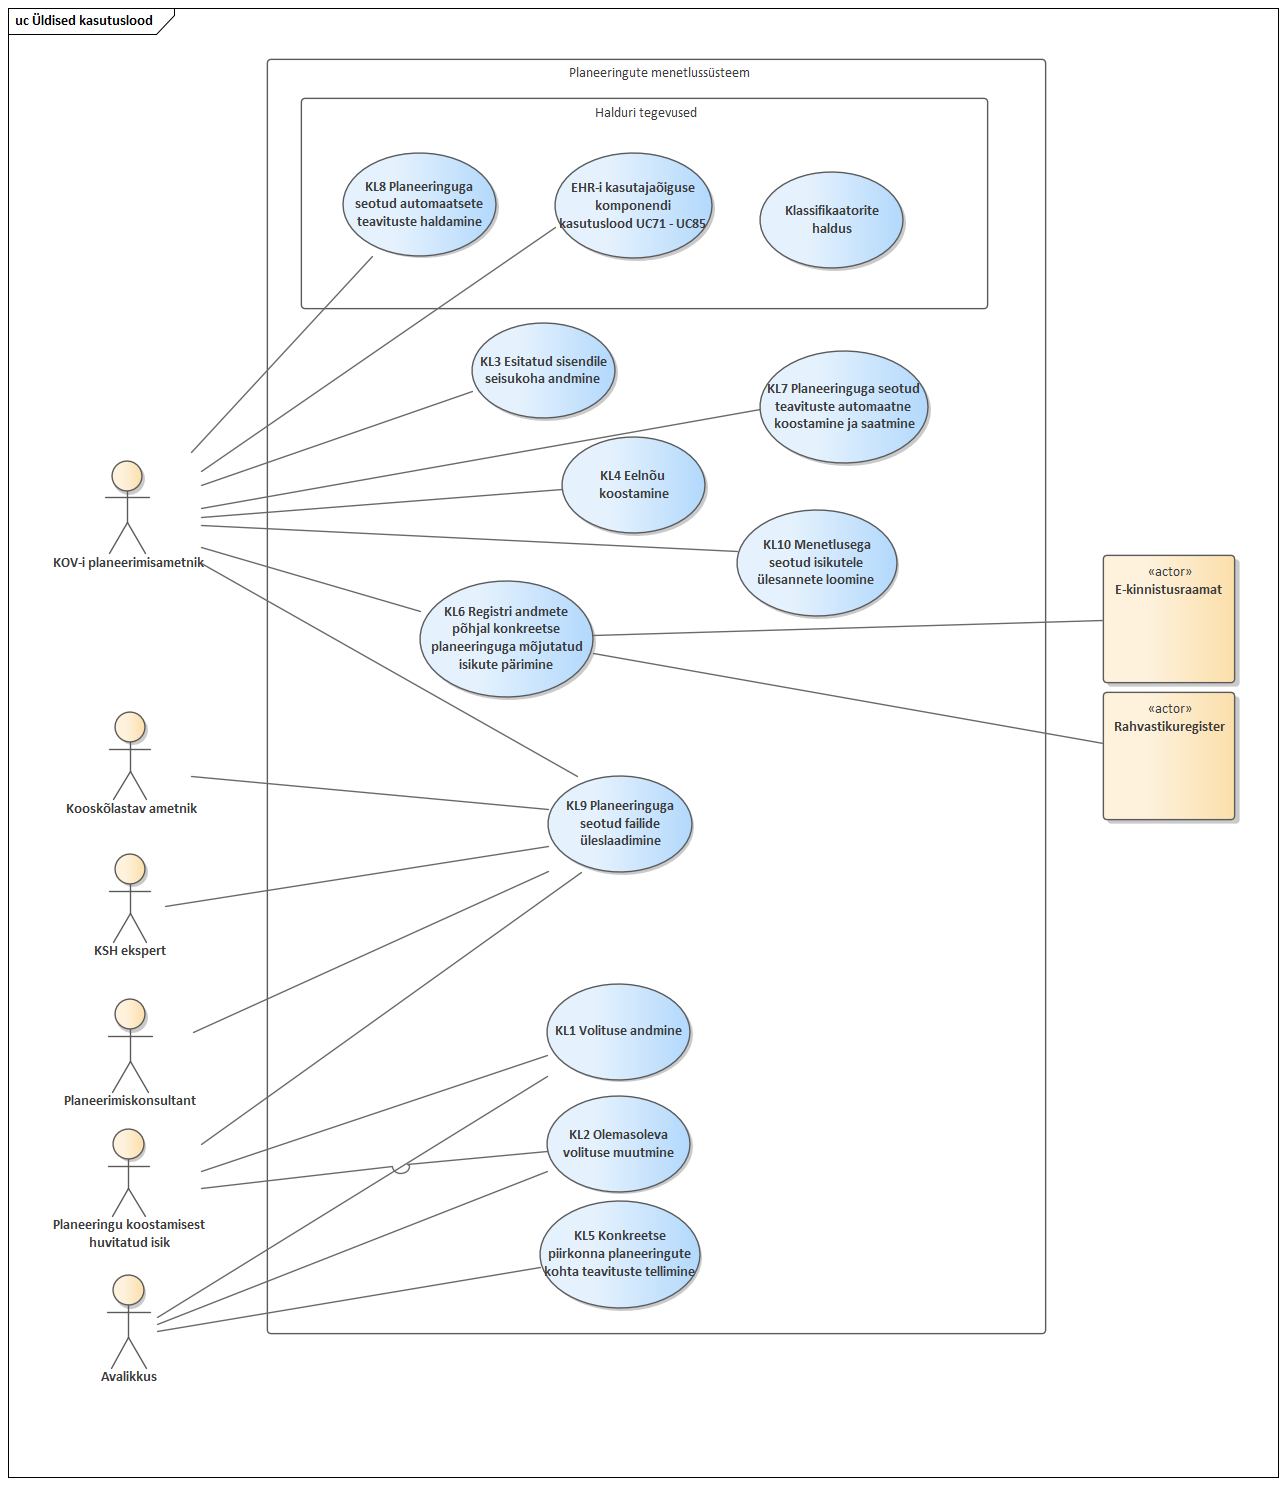 uc Üldised kasutuslood
Planeeringute menetlussüsteem
Halduri tegevused
KL8 Planeeringuga
seotud automaatsete
teavituste haldamine
EHR-i kasutajaõiguse
komponendi
kasutuslood UC71 - UC85
Klassifikaatorite
haldus
KL3 Esitatud sisendile
seisukoha andmine
KL7 Planeeringuga seotud
teavituste automaatne
koostamine ja saatmine
KL4 Eelnõu
koostamine
KOV-i planeerimisametnik
KL10 Menetlusega
seotud isikutele
ülesannete loomine
«actor»
E-kinnistusraamat
KL6 Registri andmete
põhjal konkreetse
planeeringuga mõjutatud
isikute pärimine
«actor»
Rahvastikuregister
Kooskõlastav ametnik
KL9 Planeeringuga
seotud failide
üleslaadimine
KSH ekspert
KL1 Volituse andmine
Planeerimiskonsultant
KL2 Olemasoleva
volituse muutmine
Planeeringu koostamisest
huvitatud isik
KL5 Konkreetse
piirkonna planeeringute
kohta teavituste tellimine
Avalikkus